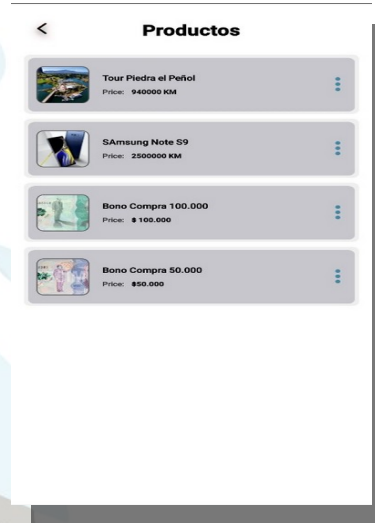 Productos
Tour Piedra el Peñol
Price: 940000 KM
SAmsung Note S9
Price: 2500000 KM
Bono Compra 100.000
Price: $ 100.000
Bono Compra 50.000
Price: $50.000